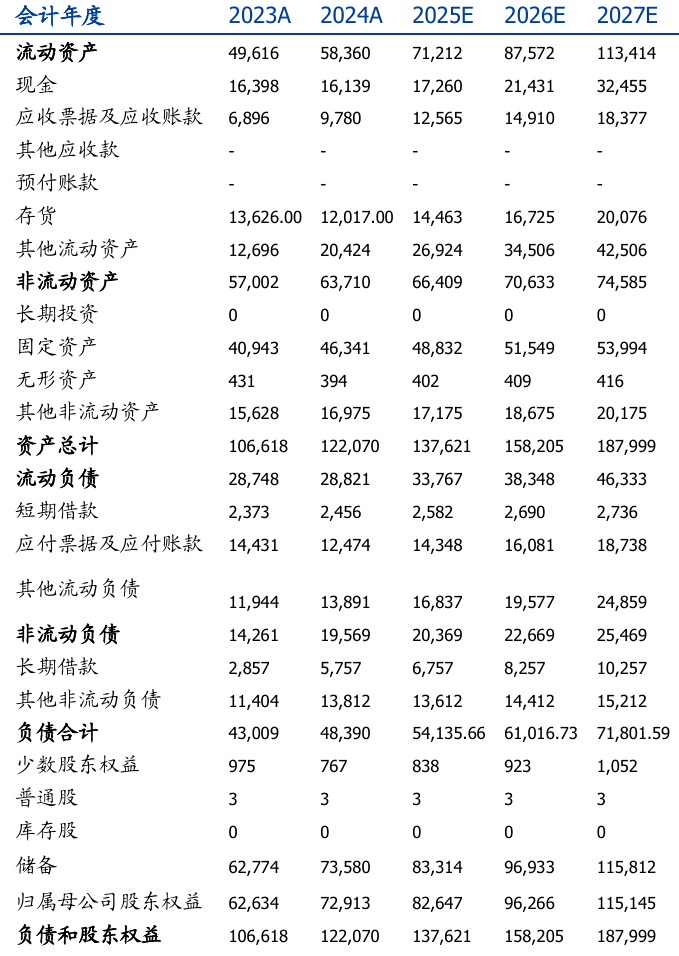 会计年度 2023A 2024A 2025E 2026E 2027E
流动资产 49,616 58,360 71,212 87,572 113,414
现金 16,398 16,139 17,260 21,431 32,455
应收票据及应收账款 6,896 9,780 12,565 14,910 18,377
其他应收款 - - - - -
预付账款 - - - - -
存货 13,626.00 12,017.00 14,463 16,725 20,076
其他流动资产 12,696 20,424 26,924 34,506 42,506
非流动资产 57,002 63,710 66,409 70,633 74,585
长期投资 0 0 0 0 0
固定资产 40,943 46,341 48,832 51,549 53,994
无形资产 431 394 402 409 416
其他非流动资产 15,628 16,975 17,175 18,675 20,175
资产总计 106,618 122,070 137,621 158,205 187,999
流动负债 28,748 28,821 33,767 38,348 46,333
短期借款 2,373 2,456 2,582 2,690 2,736
应付票据及应付账款 14,431 12,474 14,348 16,081 18,738
其他流动负债 11,944 13,891 16,837 19,577 24,859
非流动负债 14,261 19,569 20,369 22,669 25,469
长期借款 2,857 5,757 6,757 8,257 10,257
其他非流动负债 11,404 13,812 13,612 14,412 15,212
负债合计 43,009 48,390 54,135.66 61,016.73 71,801.59
少数股东权益 975 767 838 923 1,052
普通股 3 3 3 3 3
库存股 0 0 0 0 0
储备 62,774 73,580 83,314 96,933 115,812
归属母公司股东权益 62,634 72,913 82,647 96,266 115,145
负债和股东权益 106,618 122,070 137,621 158,205 187,999